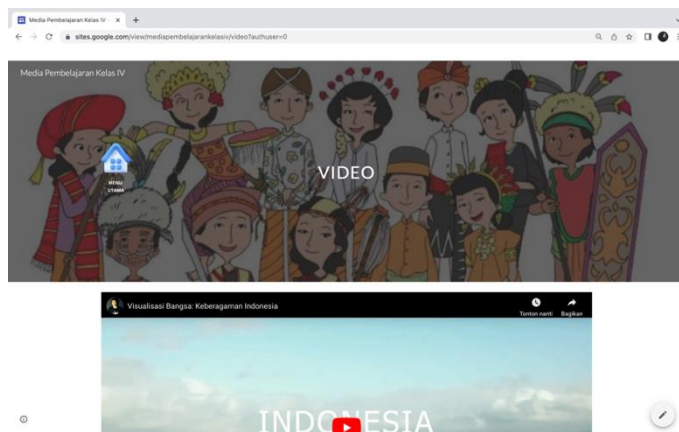 Media Pembelajaran Kelas IV -
sites.google.com/view/mediapembelajarankelasiv/video?authuser=0
Media Pembelajaran Kelas IV
MENU
UTAMA
VIDEO
Visualisasi Bangsa: Keberagaman Indonesia
Tonton nanti
Bagikan
INDONESIA